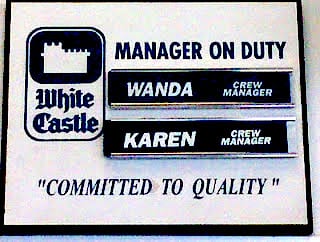 MANAGER ON DUTY
White
Castle
WANDA CREW MANAGER
KAREN CREW MANAGER
"COMMITTED TO QUALITY"